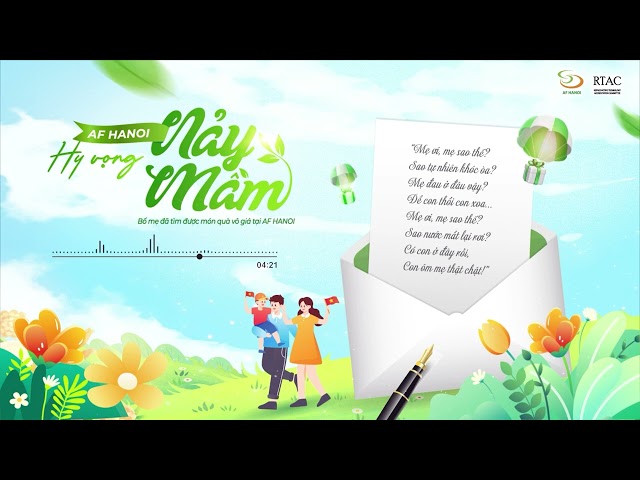 AF HANOI
RTAC
AF HANOI
Hy vọng
Nảy
Mầm
Bố mẹ đã tìm được món quà vô giá tại AF HANOI
04:21
"Mẹ ơi, mẹ sao thế?
Sao tự nhiên khóc òa?
Mẹ đau ở đâu vậy?
Để con thổi con xoa...
Mẹ ơi, mẹ sao thế?
Sao nước mắt lại rơi?
Có con ở đây rồi,
Con ôm mẹ thật chặt!"